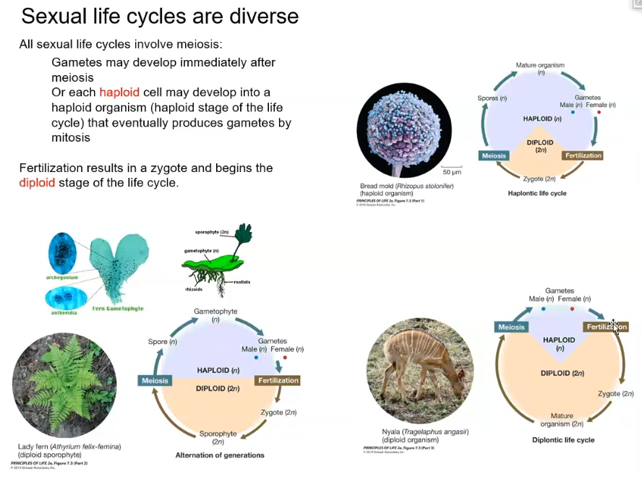 Sexual life cycles are diverse
All sexual life cycles involve meiosis:
Gametes may develop immediately after
meiosis
Or each haploid cell may develop into a
haploid organism (haploid stage of the life
cycle) that eventually produces gametes by
mitosis
Fertilization results in a zygote and begins the
diploid stage of the life cycle.
Mature organism
(n)
Spores (n)
Gametes
Male (n) Female (n)
HAPLOID (n)
DIPLOID
(2n)
Meiosis
Fertilization
Zygote (2n)
Haplontic life cycle
50 µm
Bread mold (Rhizopus stolonifer)
(haploid organism)
PRINCIPLES OF LIFE 2e, Figure 7.3 (Part 1)
archegonium
antheridia
Fern Gametophyte
sporophyte (2n)
gametophyte (n)
rhizoids
Gametophyte
(n)
Spore (n)
Gametes
Male (n) Female (n)
HAPLOID (n)
Meiosis
Fertilization
DIPLOID (2n)
Zygote (2n)
Sporophyte
(2n)
Alternation of generations
Lady fern (Athyrium felix-femina)
(diploid sporophyte)
PRINCIPLES OF LIFE 2e, Figure 7.3 (Part 2)
Gametes
Male (n) Female (n)
Meiosis
Fertilization
HAPLOID
(n)
DIPLOID (2n)
Zygote (2n)
Mature
organism (2n)
Diplontic life cycle
Nyala (Tragelaphus angasii)
(diploid organism)
PRINCIPLES OF LIFE 2e, Figure 7.3 (Part 3)